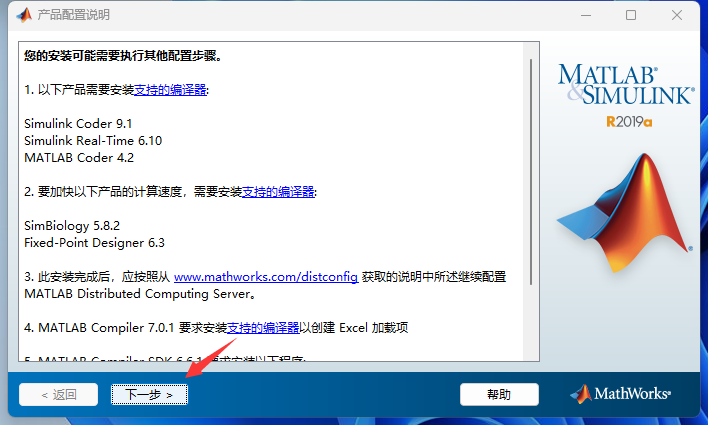 产品配置说明
您的安装可能需要执行其他配置步骤。
1. 以下产品需要安装支持的编译器:
Simulink Coder 9.1
Simulink Real-Time 6.10
MATLAB Coder 4.2
2. 要加快以下产品的计算速度，需要安装支持的编译器:
SimBiology 5.8.2
Fixed-Point Designer 6.3
3. 此安装完成后，应按照从 www.mathworks.com/distconfig 获取的说明中所述继续配置
MATLAB Distributed Computing Server。
4. MATLAB Compiler 7.0.1 要求安装支持的编译器以创建 Excel 加载项
5. MATLAB Compiler SDK 6.6.1 要求安装以下程序:
MATLAB®
&SIMULINK®
R2019a
< 返回
下一步 >
帮助
MathWorks®